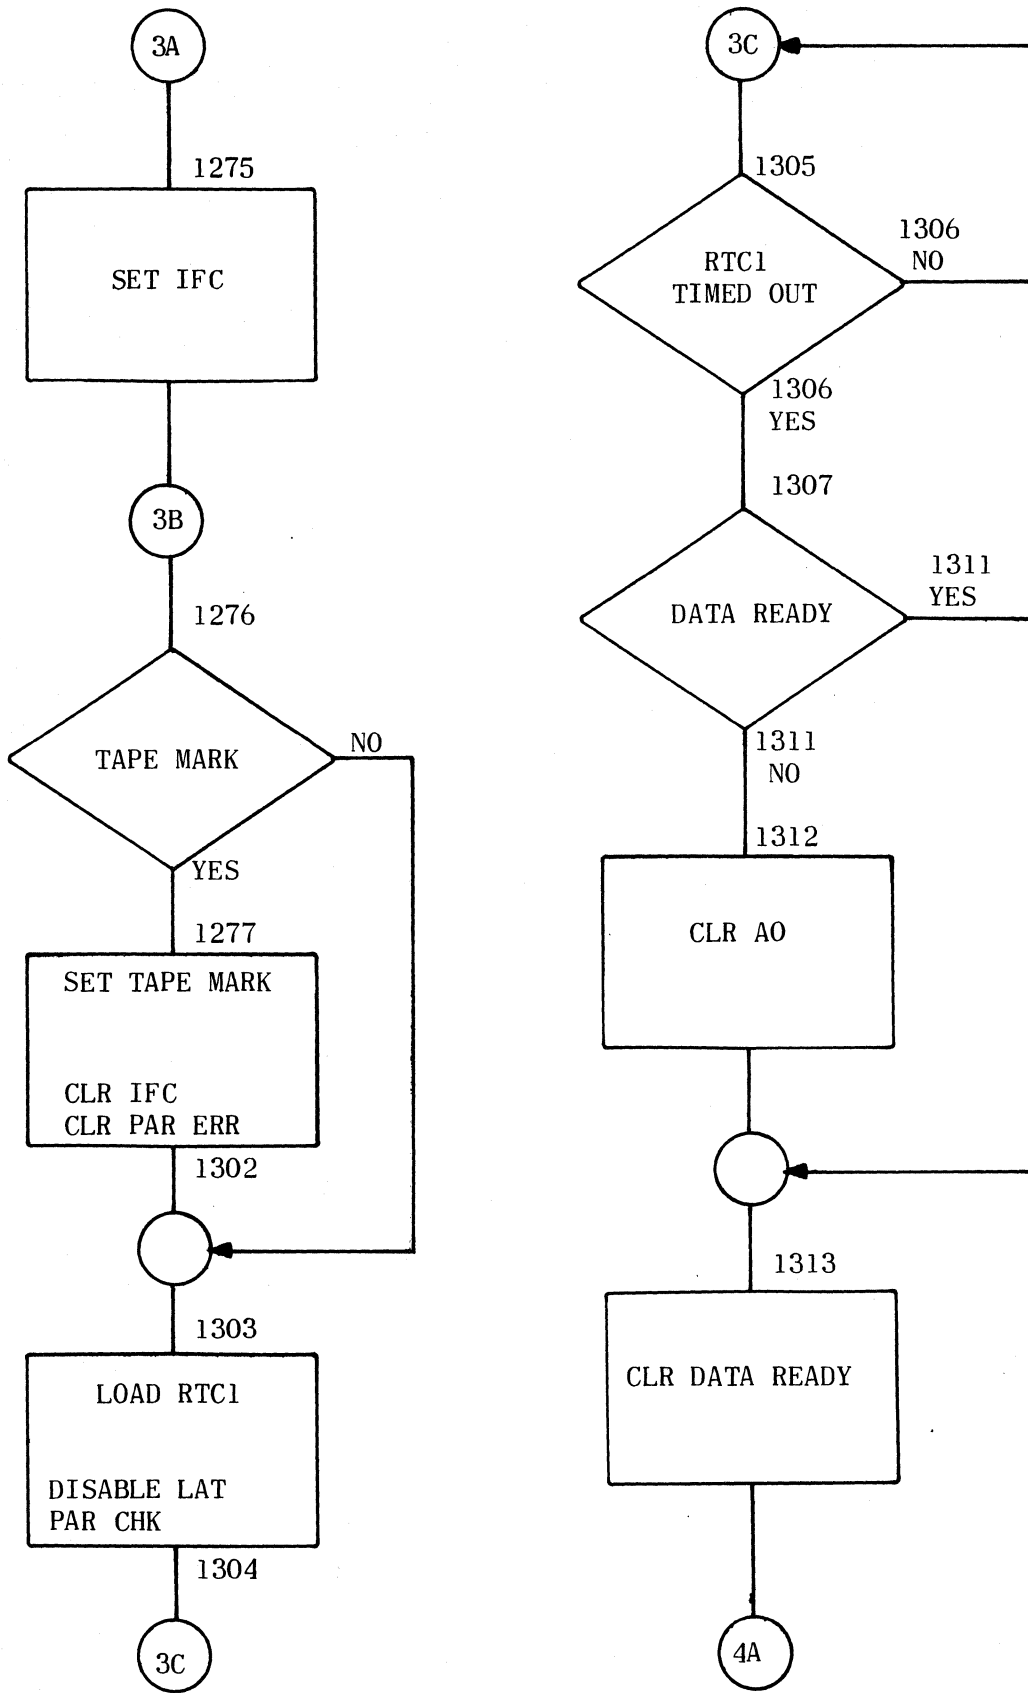 3A
1275
SET IFC
3B
1276
TAPE MARK
NO
YES
1277
SET TAPE MARK
CLR IFC
CLR PAR ERR
1302
1303
LOAD RTC1
DISABLE LAT
PAR CHK
1304
3C
3C
1305
RTC1
TIMED OUT
1306
NO
1306
YES
1307
DATA READY
1311
YES
1311
NO
1312
CLR AO
1313
CLR DATA READY
4A